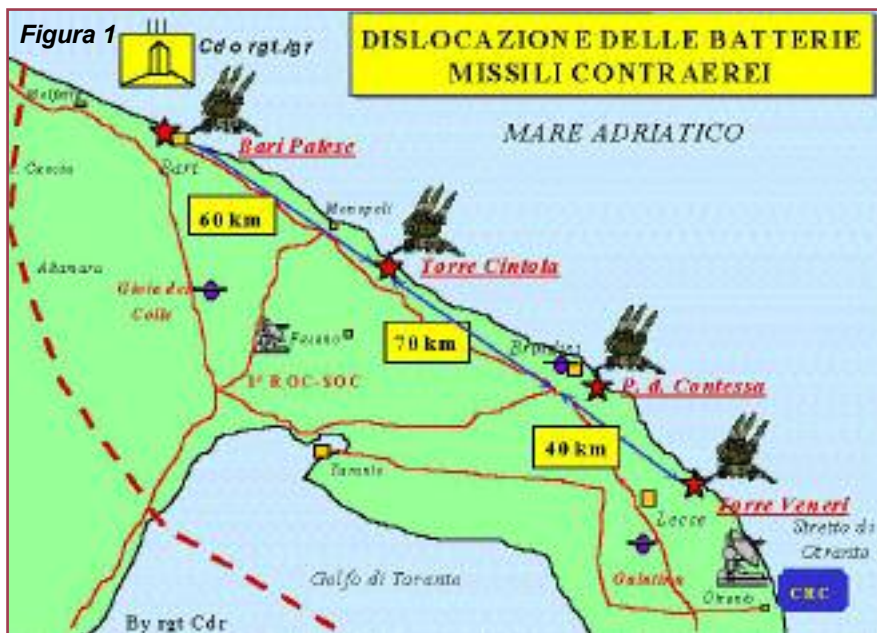 Figura 1
Cdo rgt./gr
DISLOCAZIONE DELLE BATTERIE
MISSILI CONTRAEREI
MARE ADRIATICO
Molfetta
Bari Palese
Bari
60 km
Monopoli
Altamura
Torre Cintola
Gioia del
Colle
Fasano
70 km
Brindisi
1° ROC-SOC
P. d. Contessa
40 km
Taranto
Torre Veneri
Lecce
Stretto di
Otranto
Galatina
Golfo di Taranto
Otranto
CRC
By rgt Cdr